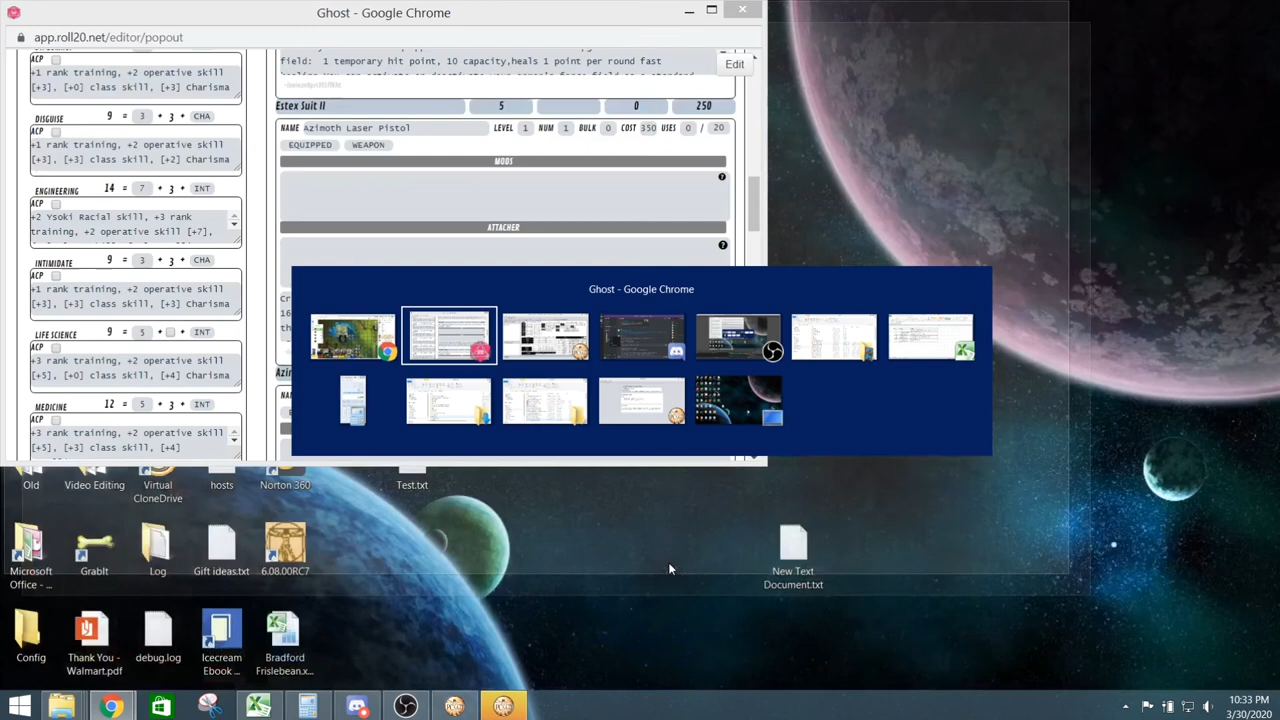 Ghost - Google Chrome
app.roll20.net/editor/popout
ACP
+1 rank training, +2 operative skill
[+3], [+0] class skill, [+3] Charisma
DISGUISE 9 = 3 + 3 + CHA
ACP
+1 rank training, +2 operative skill
[+3], [+3] class skill, [+2] Charisma
ENGINEERING 14 = 7 + 3 + INT
ACP
+2 Ysoki Racial skill, +3 rank
training, +2 operative skill [+7],
INTIMIDATE 9 = 3 + 3 + CHA
ACP
+1 rank training, +2 operative skill
[+3], [+3] class skill, [+3] Charisma
LIFE SCIENCE 9 = 5 + + INT
ACP
+3 rank training, +2 operative skill
[+5], [+0] class skill, [+4] Charisma
MEDICINE 12 = 5 + 3 + INT
ACP
+3 rank training, +2 operative skill
[+5], [+3] class skill, [+4]
field: 1 temporary hit point, 10 capacity,heals 1 point per round fast
Edit
Estex Suit II 5 0 250
NAME Azimoth Laser Pistol LEVEL 1 NUM 1 BULK 0 COST 350 USES 0 / 20
EQUIPPED WEAPON
MODS
?
ATTACHER
?
Ghost - Google Chrome
Old
Video Editing
Virtual
CloneDrive
hosts
Norton 360
Test.txt
Microsoft
Office - ...
GrabIt
Log
Gift ideas.txt
6.08.00RC7
New Text
Document.txt
Config
Thank You -
Walmart.pdf
debug.log
Icecream
Ebook ...
Bradford
Frislebean.x...
10:33 PM
3/30/2020